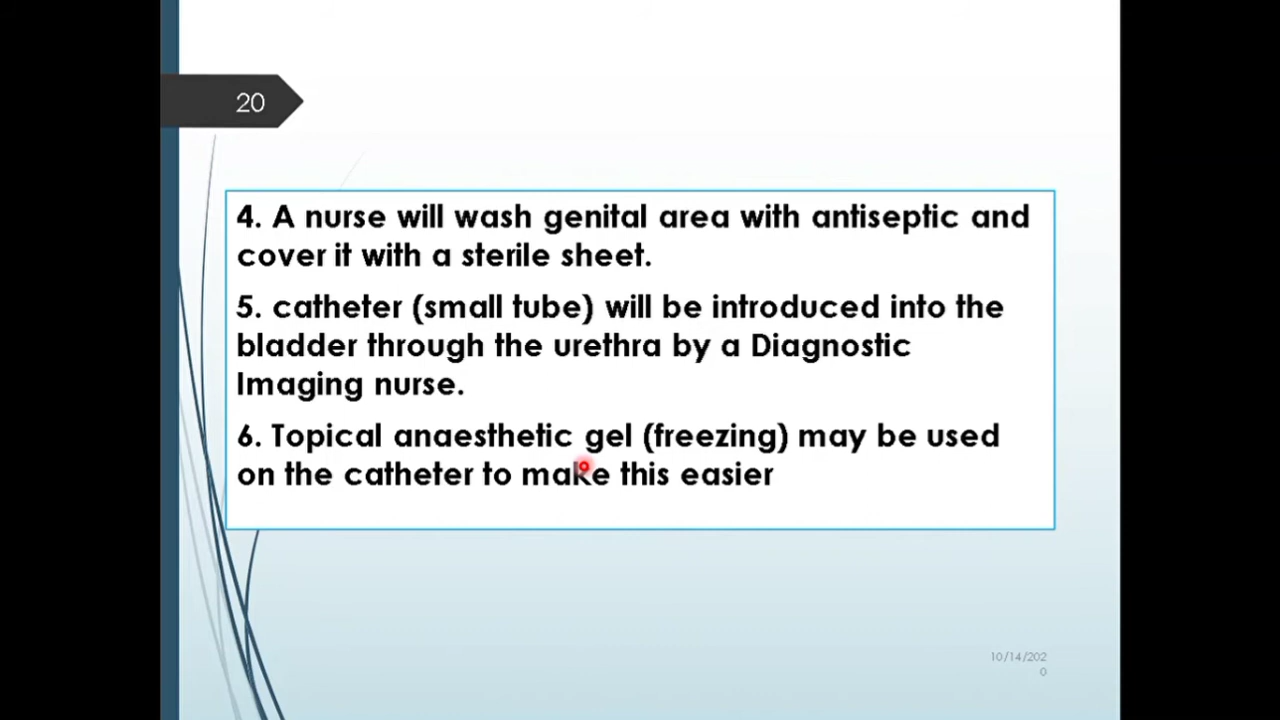 20
4. A nurse will wash genital area with antiseptic and
cover it with a sterile sheet.
5. catheter (small tube) will be introduced into the
bladder through the urethra by a Diagnostic
Imaging nurse.
6. Topical anaesthetic gel (freezing) may be used
on the catheter to make this easier
10/14/202
0